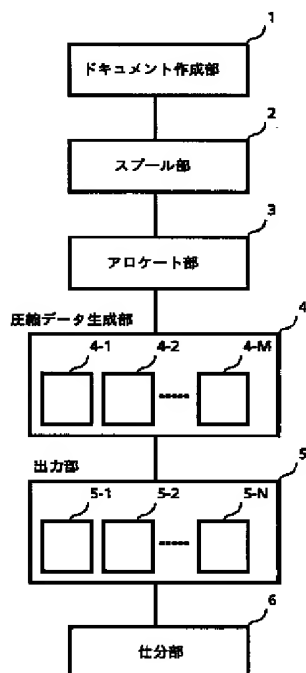 1
ドキュメント作成部
2
スプール部
3
アロケート部
圧縮データ生成部
4
4-1 4-2 4-M
出力部
5
5-1 5-2 5-N
6
仕分部